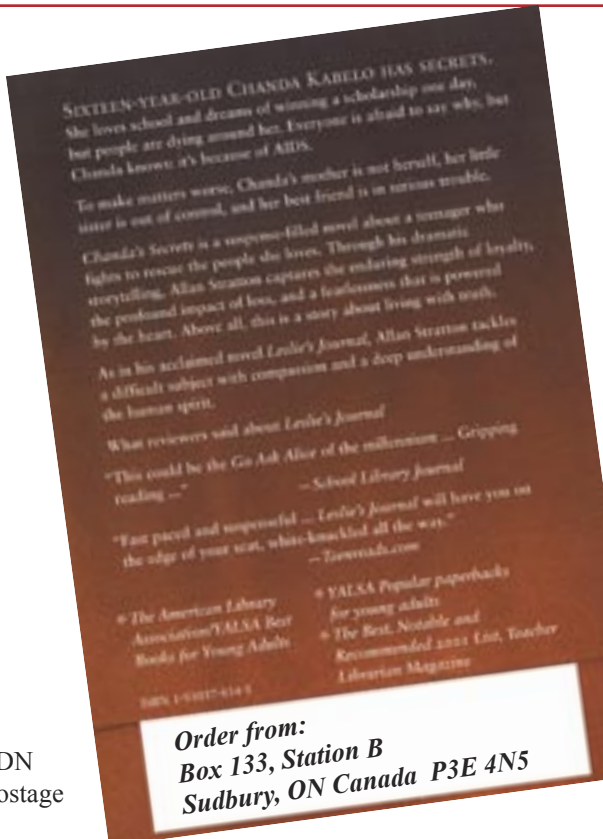 SIXTEEN-YEAR-OLD CHANDA KABELO HAS SECRETS.
She loves school and dreams of winning a scholarship one day,
but people are dying around her. Everyone is afraid to say why, but
Chanda knows: it's because of AIDS.
To make matters worse, Chanda's mother is not herself, her little
sister is out of control, and her best friend is in serious trouble.
Chanda's Secrets is a suspense-filled novel about a teenager who
fights to rescue the people she loves. Through his dramatic
storytelling, Allan Stratton captures the enduring strength of loyalty,
the profound impact of loss, and a fearlessness that is powered
by the heart. Above all, this is a story about living with truth.
As in his acclaimed novel Leslie's Journal, Allan Stratton tackles
a difficult subject with compassion and a deep understanding of
the human spirit.
What reviewers said about Leslie's Journal
"This could be the Go Ask Alice of the millennium ... Gripping
reading ..."
—School Library Journal
"Fast paced and suspenseful ... Leslie's Journal will have you on
the edge of your seat, white-knuckled all the way."
—Teenreads.com
* The American Library
Association/YALSA Best
Books for Young Adults
* YALSA Popular paperbacks
for young adults
* The Best, Notable and
Recommended 2001 List, Teacher
Librarian Magazine
ISBN
Order from:
Box 133, Station B
Sudbury, ON Canada P3E 4N5
DN
ostage